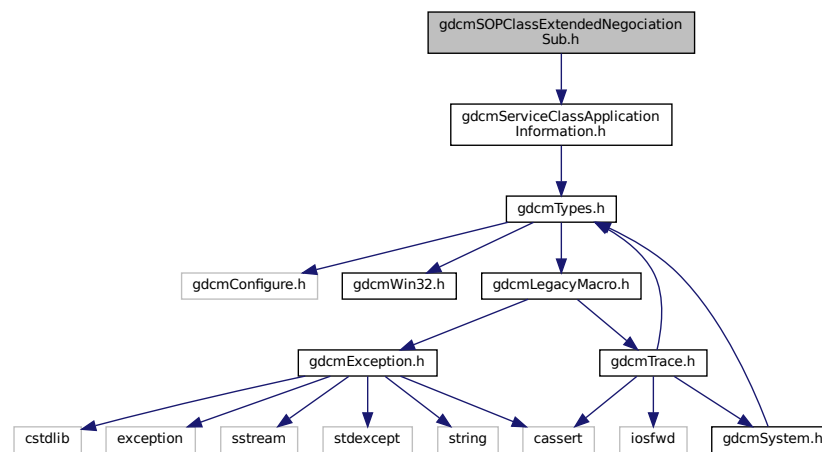 gdcmSOPClassExtendedNegociation
Sub.h
gdcmServiceClassApplication
Information.h
gdcmTypes.h
gdcmConfigure.h
gdcmWin32.h
gdcmLegacyMacro.h
gdcmException.h
gdcmTrace.h
cstdlib
exception
sstream
stdexcept
string
cassert
iosfwd
gdcmSystem.h